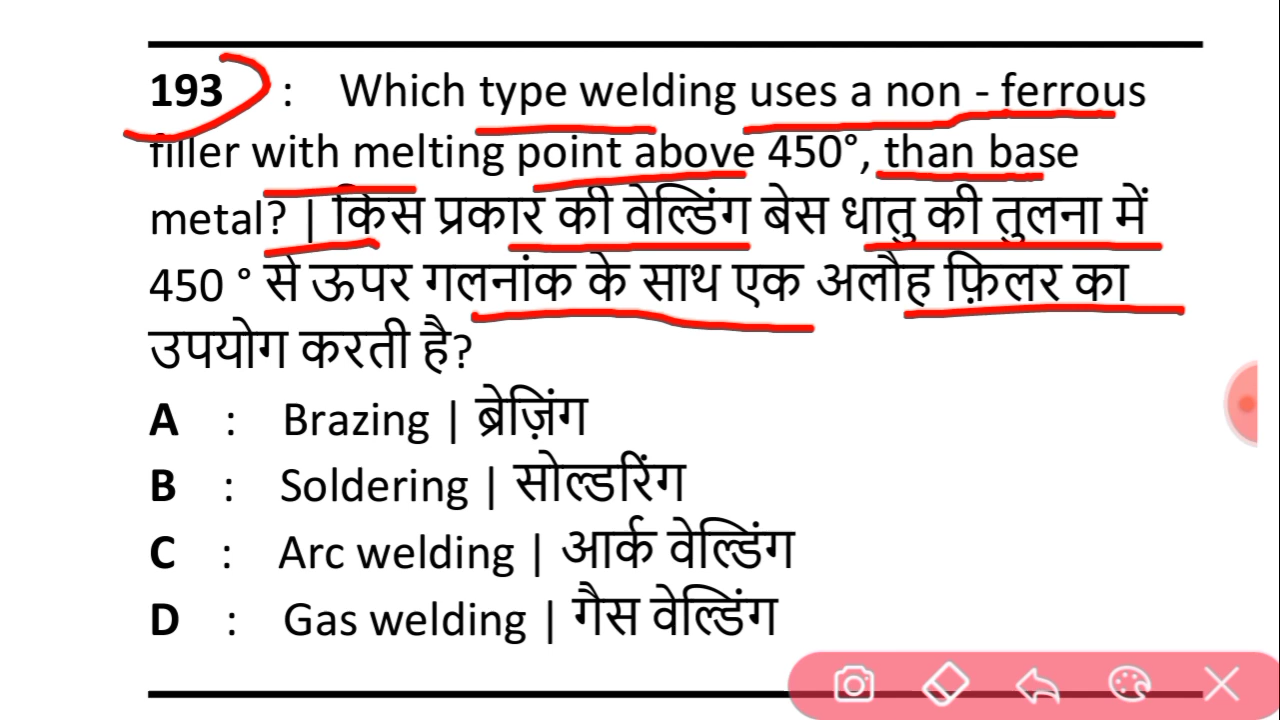 193 : Which type welding uses a non - ferrous
filler with melting point above 450°, than base
metal? | किस प्रकार की वेल्डिंग बेस धातु की तुलना में
450 ° से ऊपर गलनांक के साथ एक अलौह फ़िलर का
उपयोग करती है?
A : Brazing | ब्रेज़िंग
B : Soldering | सोल्डरिंग
C : Arc welding | आर्क वेल्डिंग
D : Gas welding | गैस वेल्डिंग